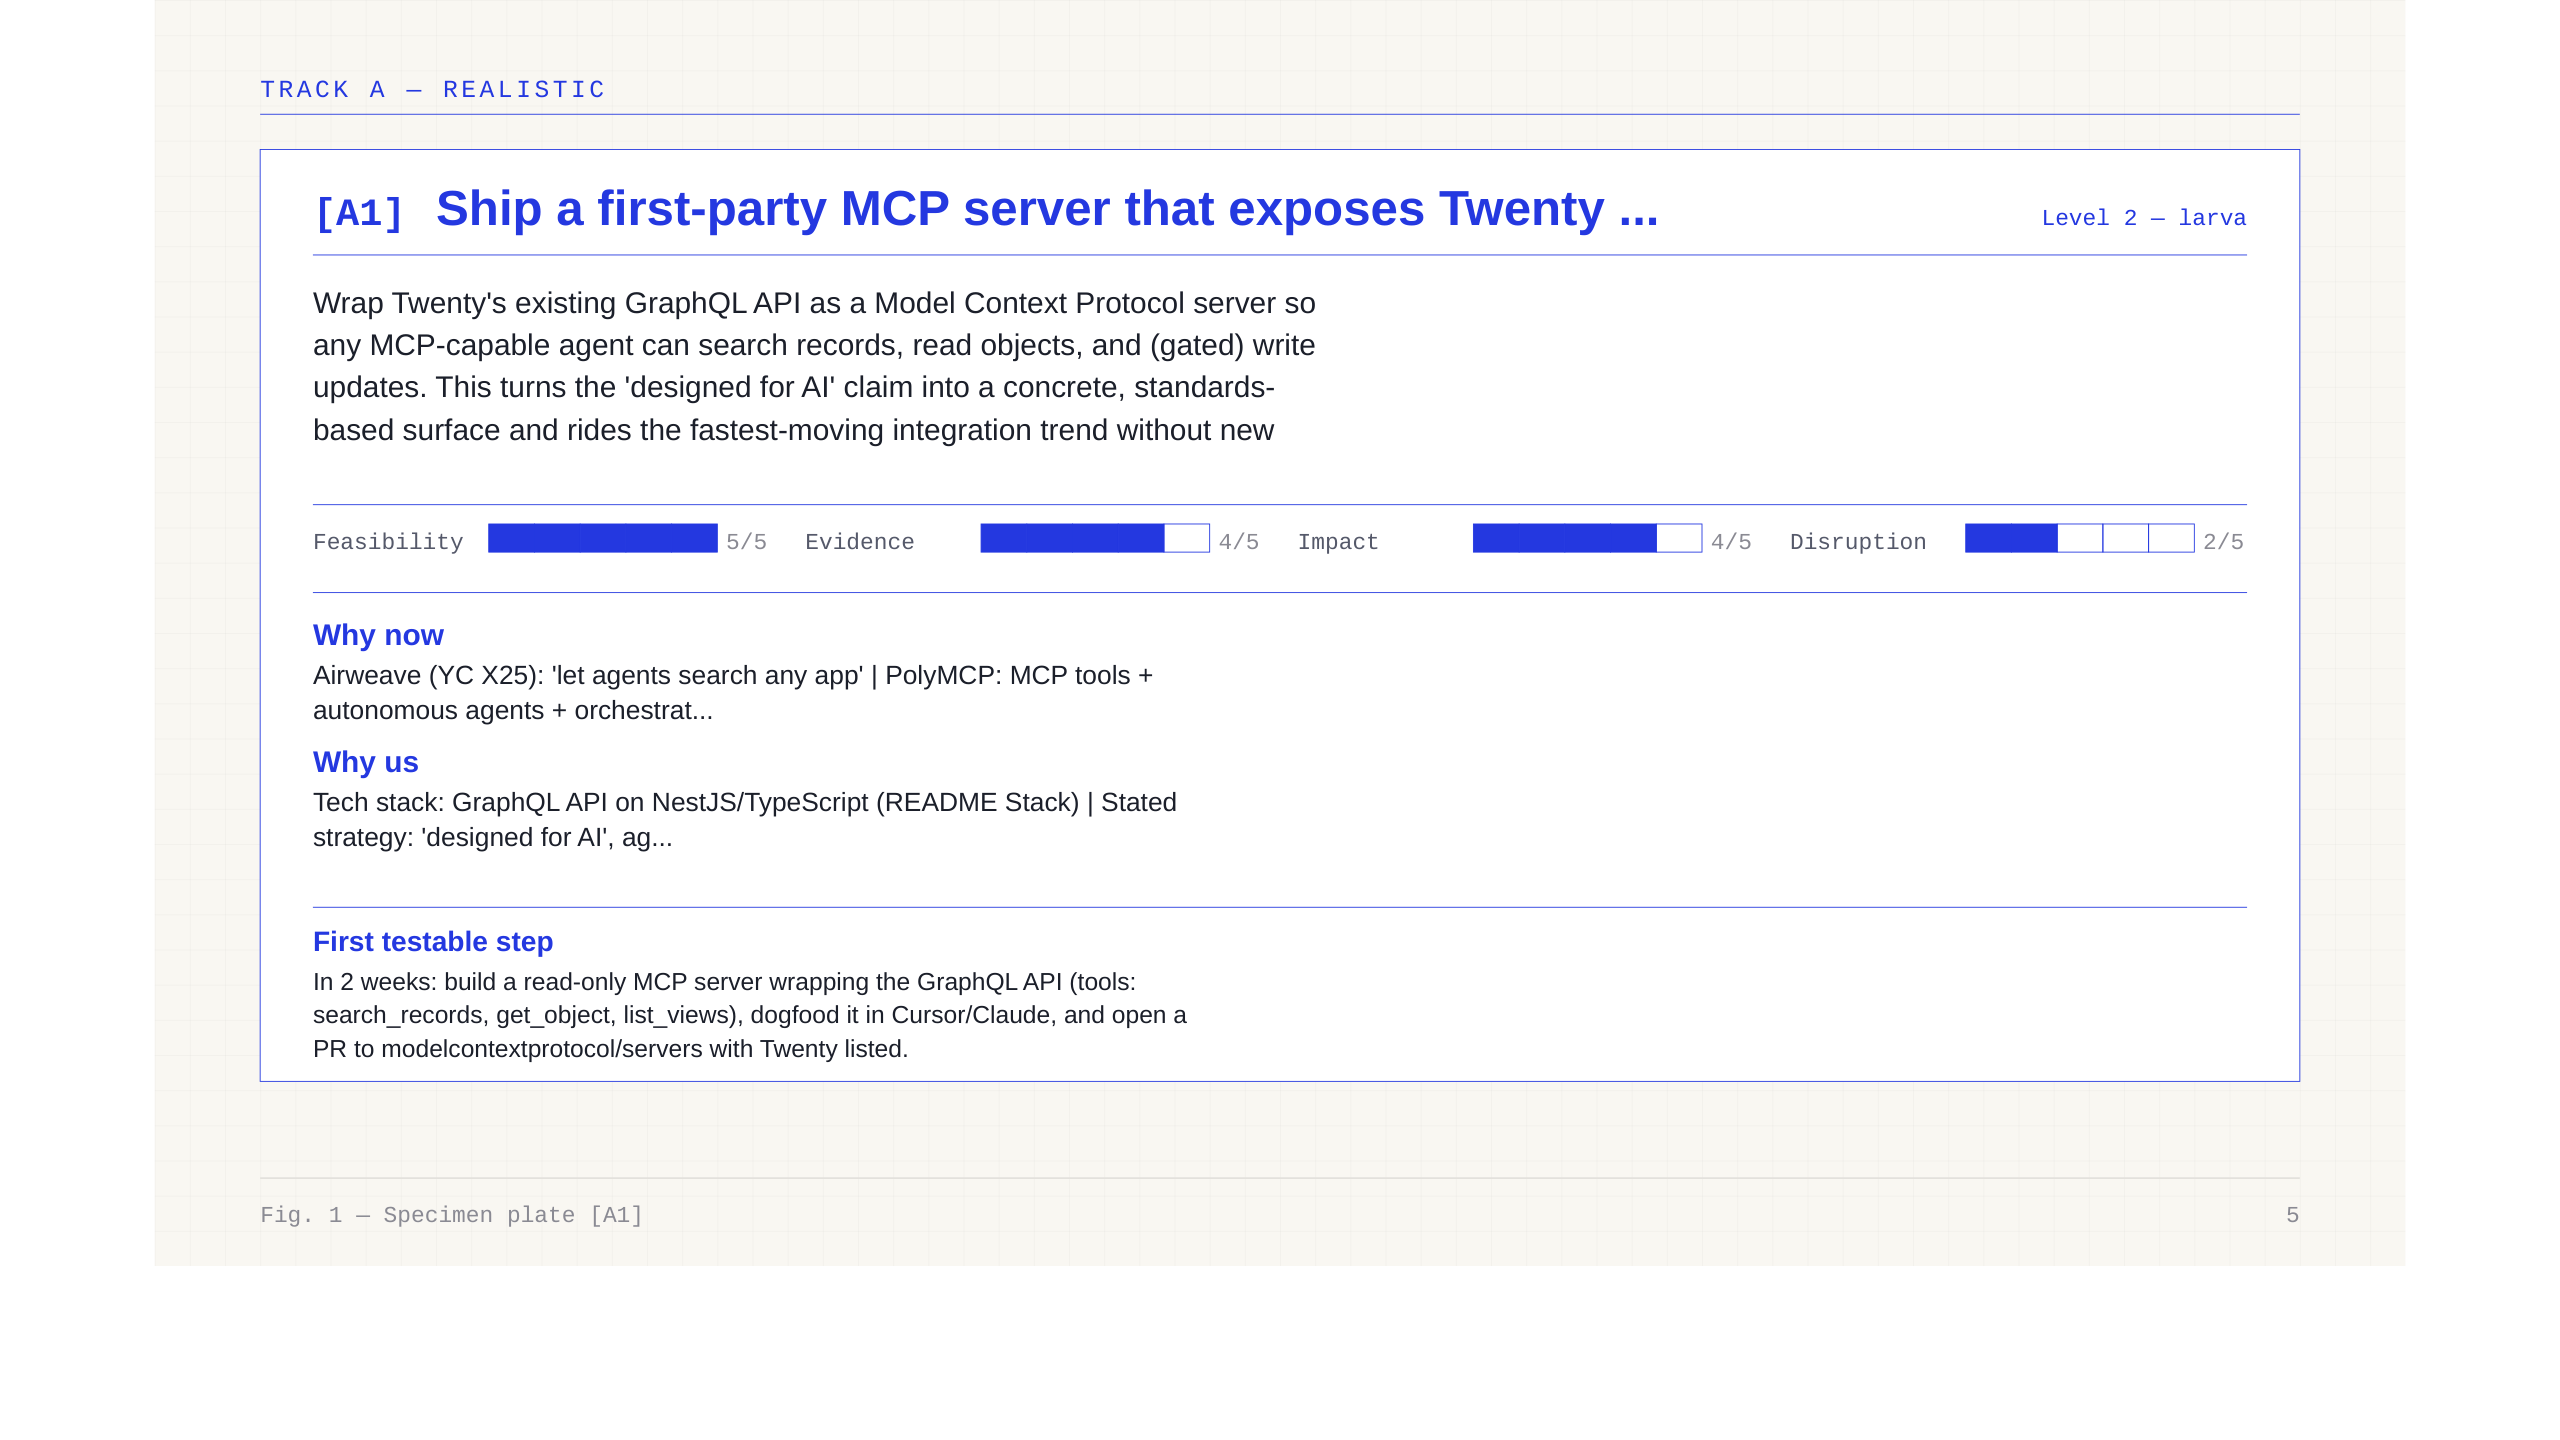 TRACK A — REALISTIC
[A1] Ship a first-party MCP server that exposes Twenty ...
Level 2 — larva
Wrap Twenty's existing GraphQL API as a Model Context Protocol server so
any MCP-capable agent can search records, read objects, and (gated) write
updates. This turns the 'designed for AI' claim into a concrete, standards-
based surface and rides the fastest-moving integration trend without new
Feasibility 5/5 Evidence 4/5 Impact 4/5 Disruption 2/5
Why now
Airweave (YC X25): 'let agents search any app' | PolyMCP: MCP tools +
autonomous agents + orchestrat...
Why us
Tech stack: GraphQL API on NestJS/TypeScript (README Stack) | Stated
strategy: 'designed for AI', ag...
First testable step
In 2 weeks: build a read-only MCP server wrapping the GraphQL API (tools:
search_records, get_object, list_views), dogfood it in Cursor/Claude, and open a
PR to modelcontextprotocol/servers with Twenty listed.
Fig. 1 — Specimen plate [A1]
5